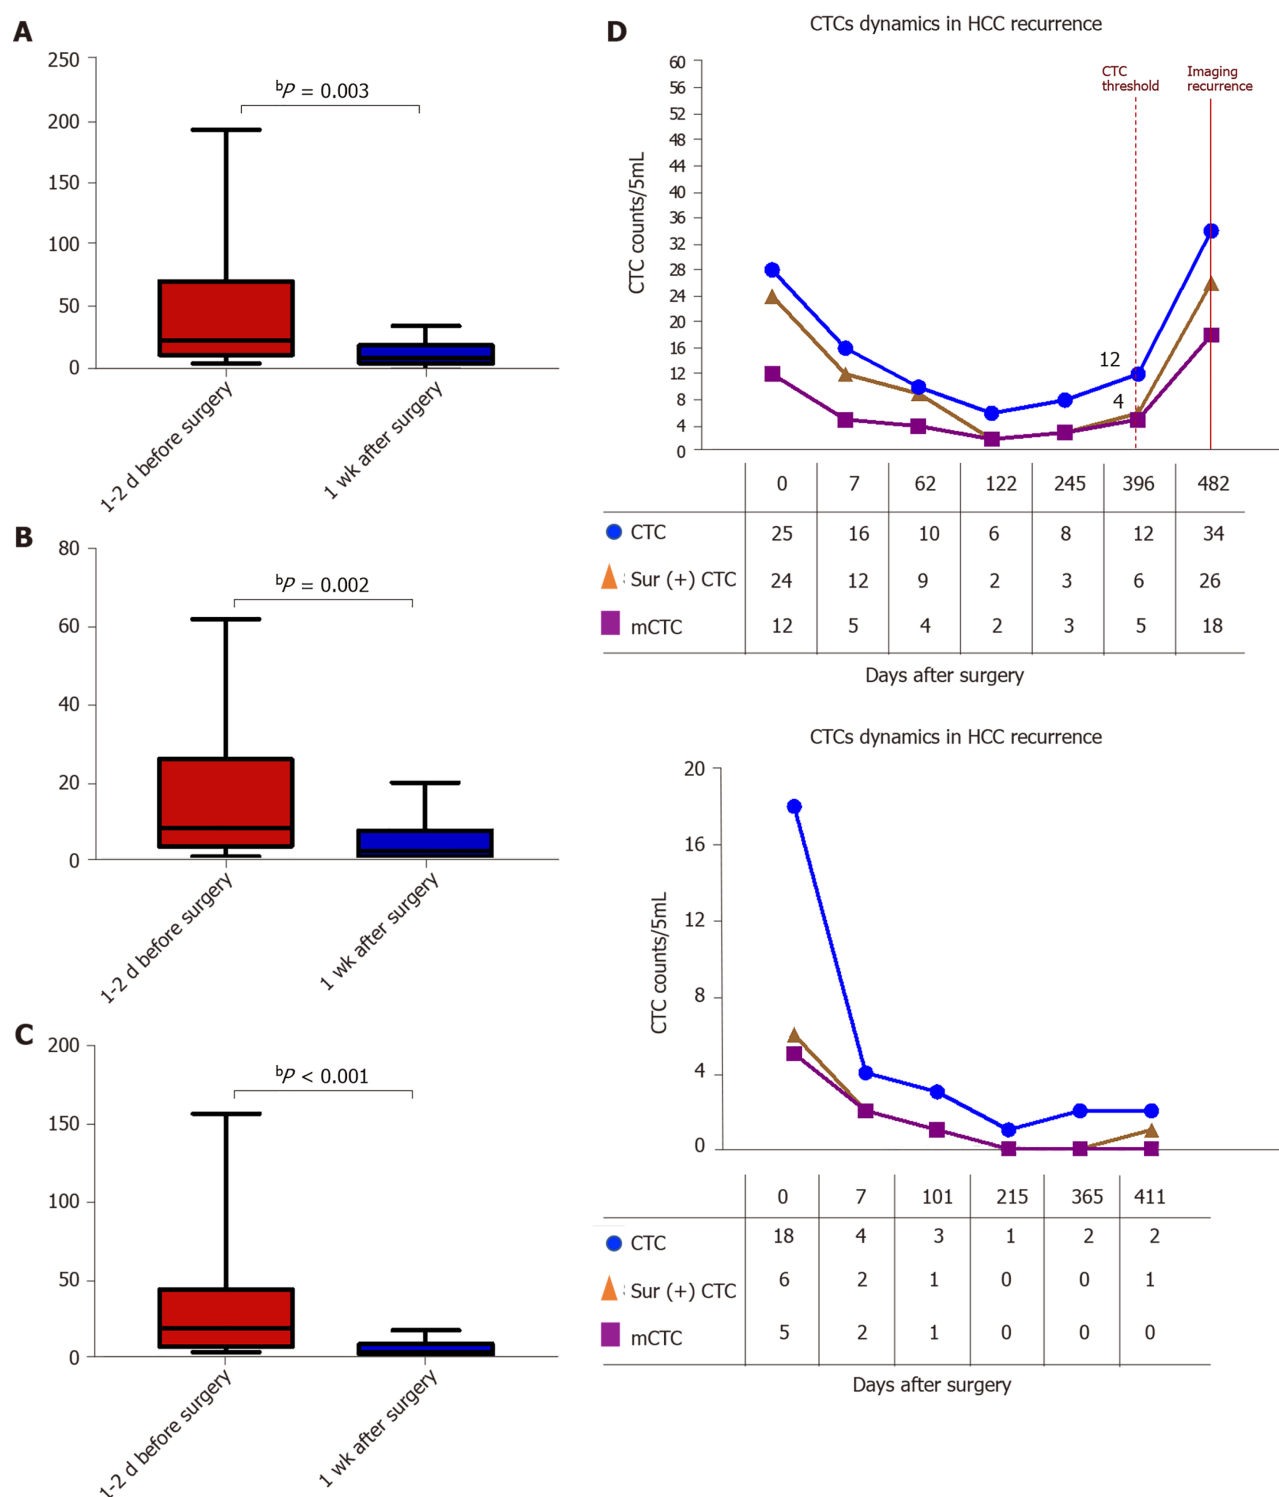 A
250
200
150
100
50
0
bP = 0.003
1-2 d before surgery
1 wk after surgery
B
80
60
40
20
0
bP = 0.002
1-2 d before surgery
1 wk after surgery
C
200
150
100
50
0
bP < 0.001
1-2 d before surgery
1 wk after surgery
D
CTCs dynamics in HCC recurrence
CTC counts/5mL
60
56
52
48
44
40
36
32
28
24
20
16
12
8
4
0
CTC
threshold
Imaging
recurrence
12
4
0 7 62 122 245 396 482
CTC 25 16 10 6 8 12 34
Sur (+) CTC 24 12 9 2 3 6 26
mCTC 12 5 4 2 3 5 18
Days after surgery
CTCs dynamics in HCC recurrence
CTC counts/5mL
20
16
12
8
4
0
0 7 101 215 365 411
CTC 18 4 3 1 2 2
Sur (+) CTC 6 2 1 0 0 1
mCTC 5 2 1 0 0 0
Days after surgery